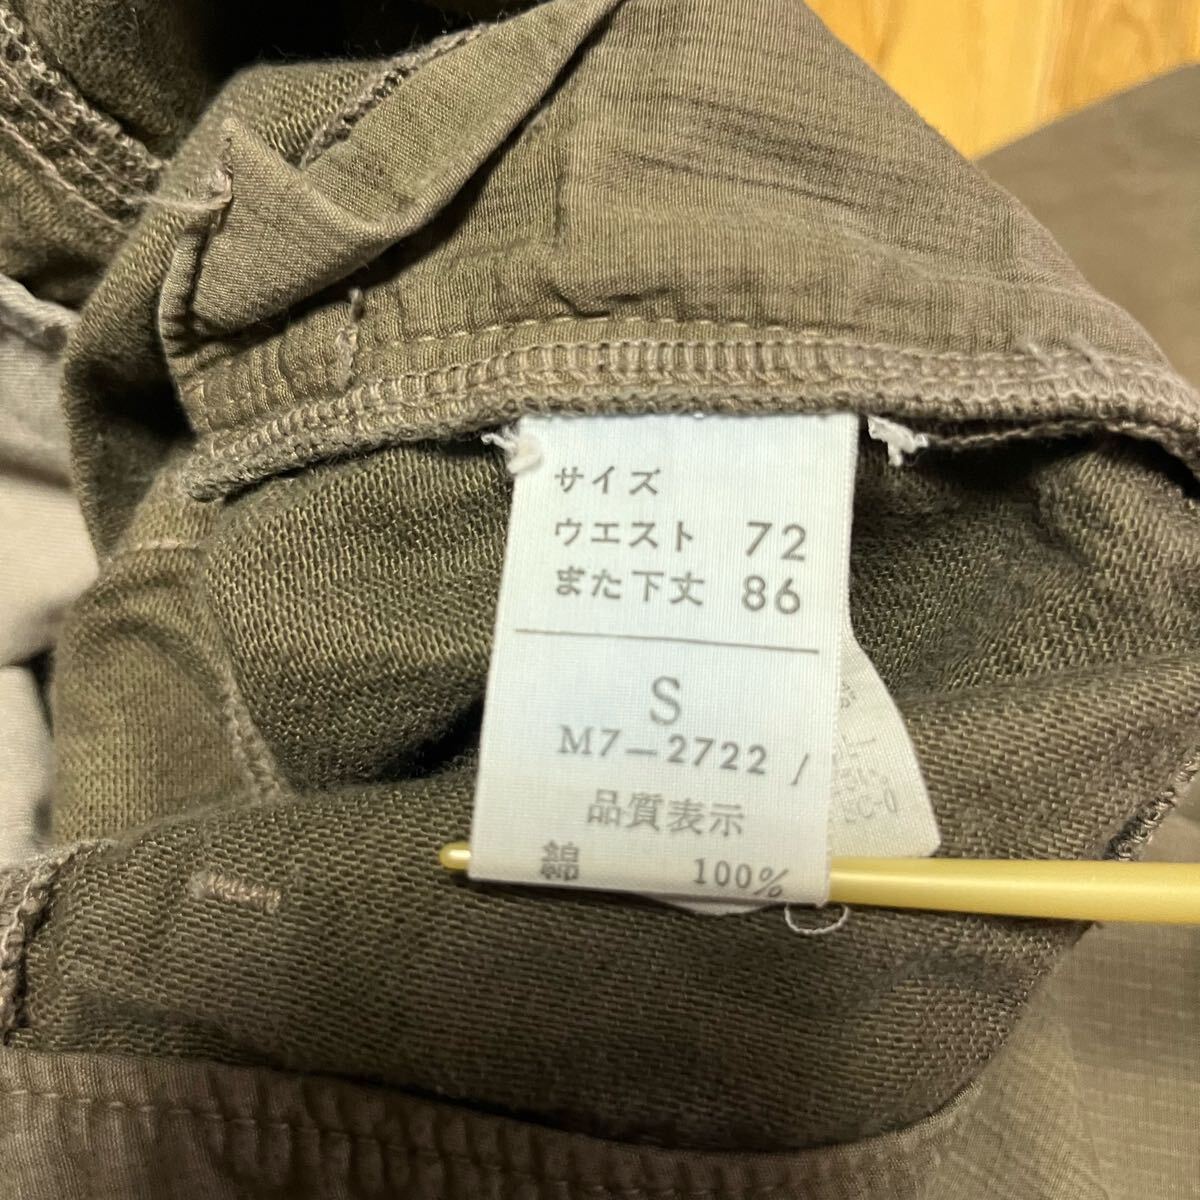 サイズ
ウエスト 72
また下丈 86
S
M7-2722 /
品質表示
綿 100%